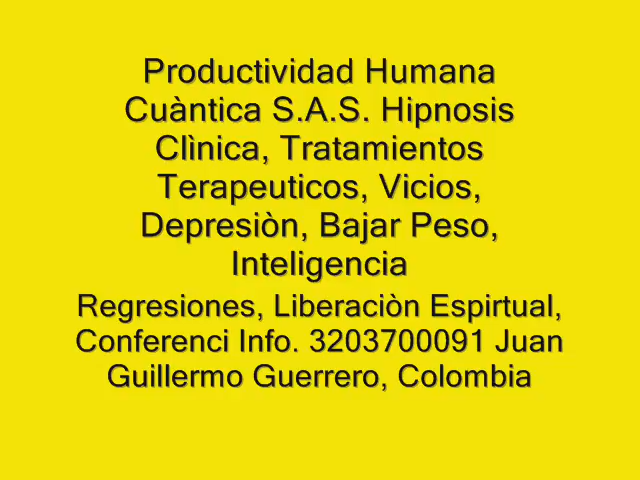 Productividad Humana
Cuàntica S.A.S. Hipnosis
Clìnica, Tratamientos
Terapeuticos, Vicios,
Depresiòn, Bajar Peso,
Inteligencia
Regresiones, Liberaciòn Espirtual,
Conferenci Info. 3203700091 Juan
Guillermo Guerrero, Colombia